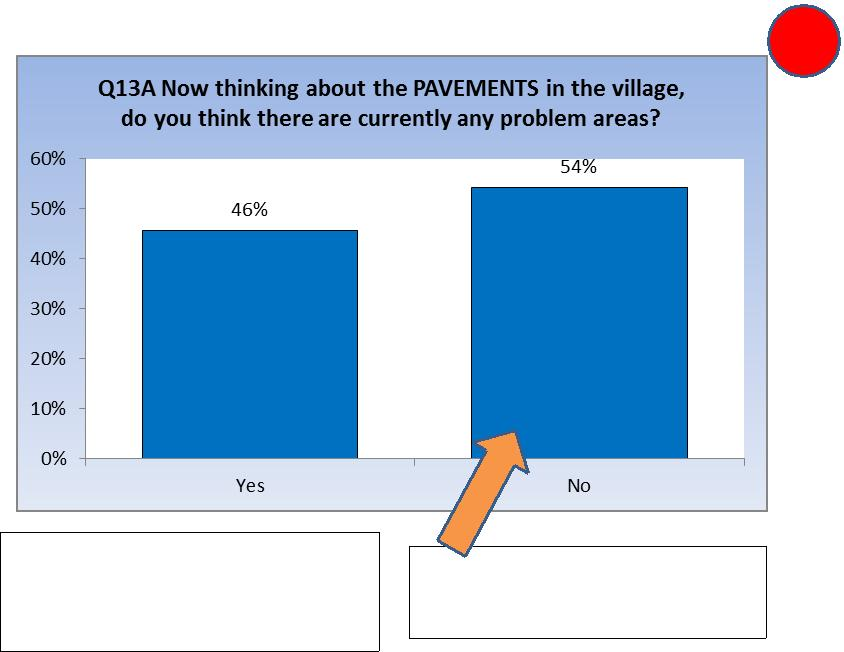 Q13A Now thinking about the PAVEMENTS in the village,
do you think there are currently any problem areas?
60%
50%
40%
30%
20%
10%
0%
46%
54%
Yes
No